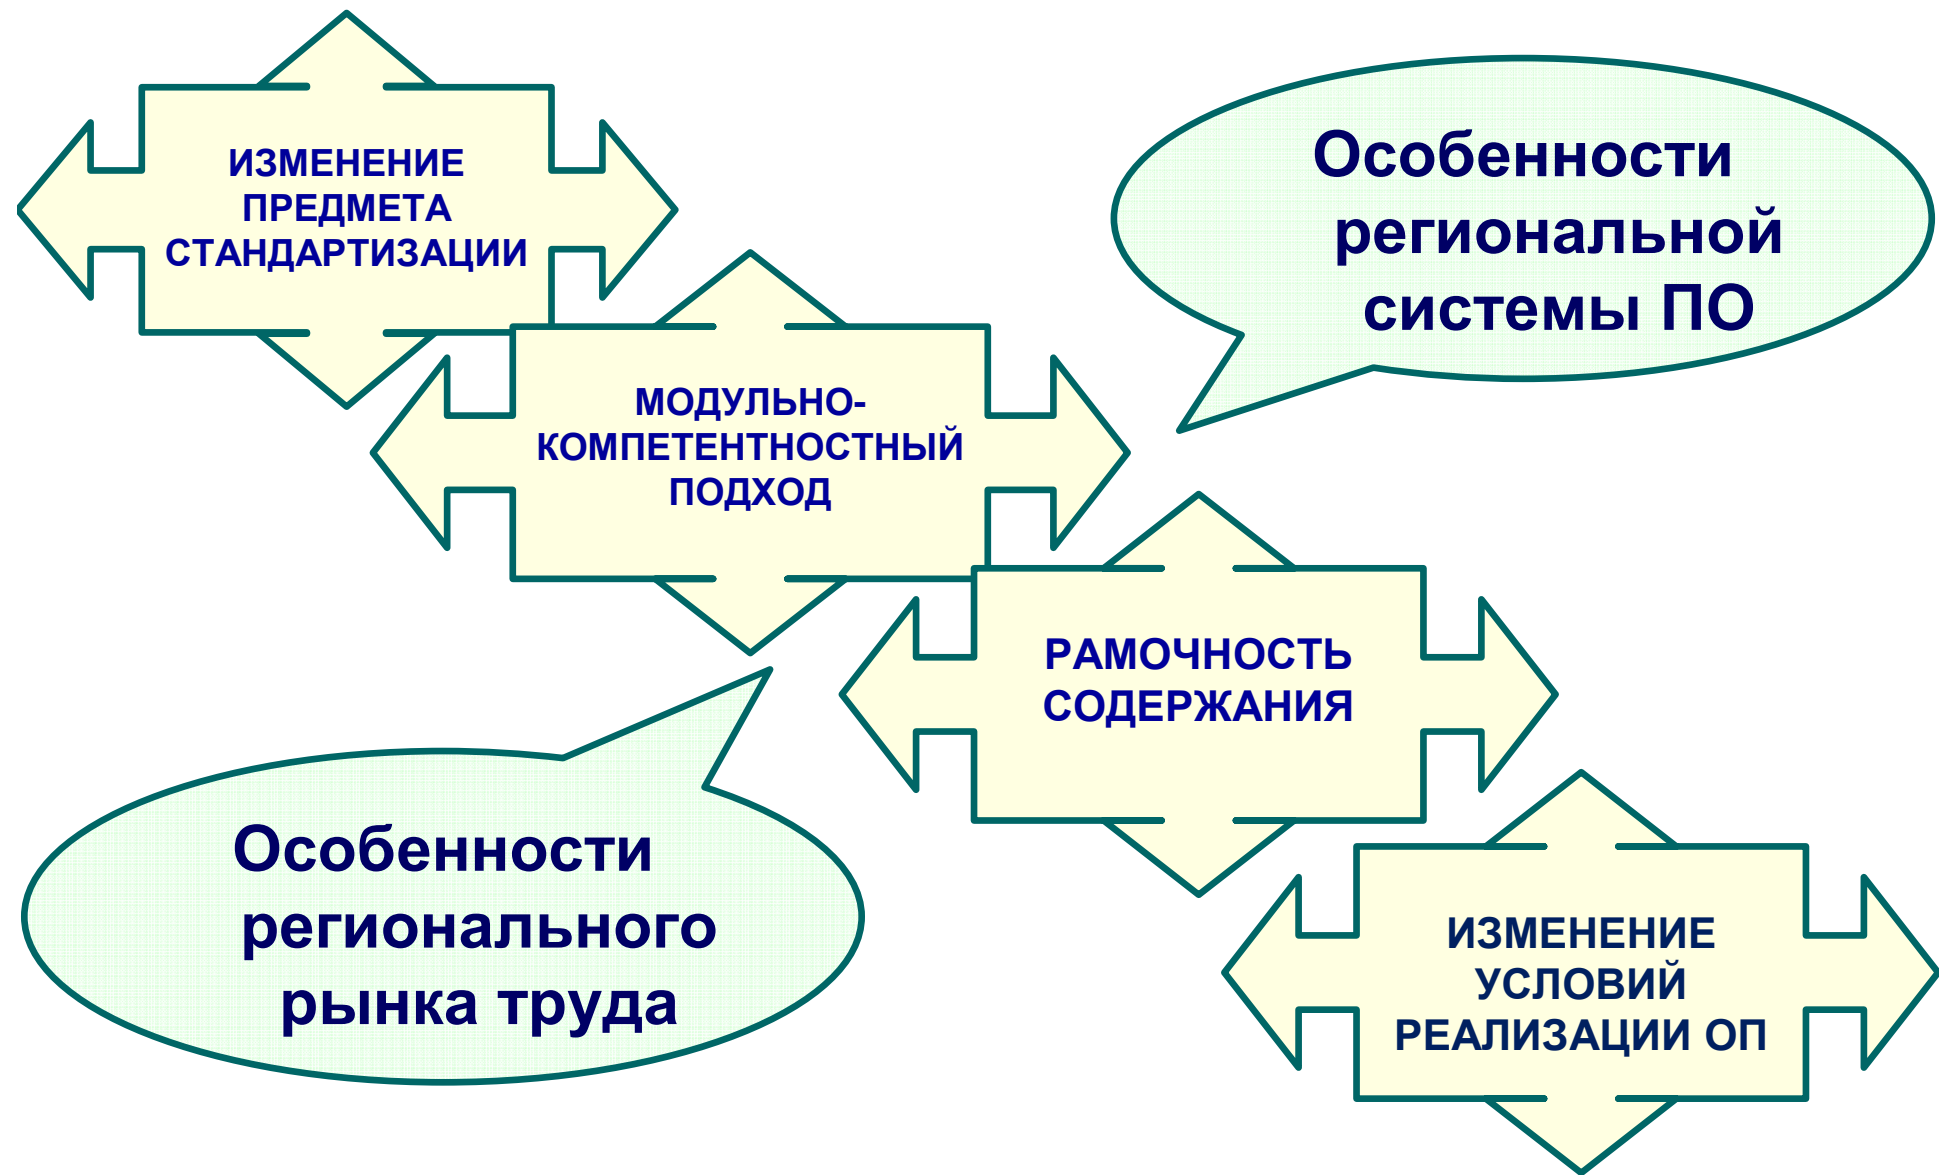 ИЗМЕНЕНИЕ
ПРЕДМЕТА
СТАНДАРТИЗАЦИИ
Особенности
региональной
системы ПО
МОДУЛЬНО-
КОМПЕТЕНТНОСТНЫЙ
ПОДХОД
РАМОЧНОСТЬ
СОДЕРЖАНИЯ
Особенности
регионального
рынка труда
ИЗМЕНЕНИЕ
УСЛОВИЙ
РЕАЛИЗАЦИИ ОП